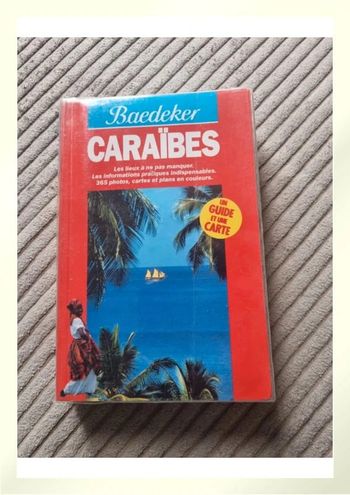 Baedeker
CARAÏBES
Les lieux à ne pas manquer.
Les informations pratiques indispensables.
365 photos, cartes et plans en couleurs.
UN
GUIDE
ET UNE
CARTE